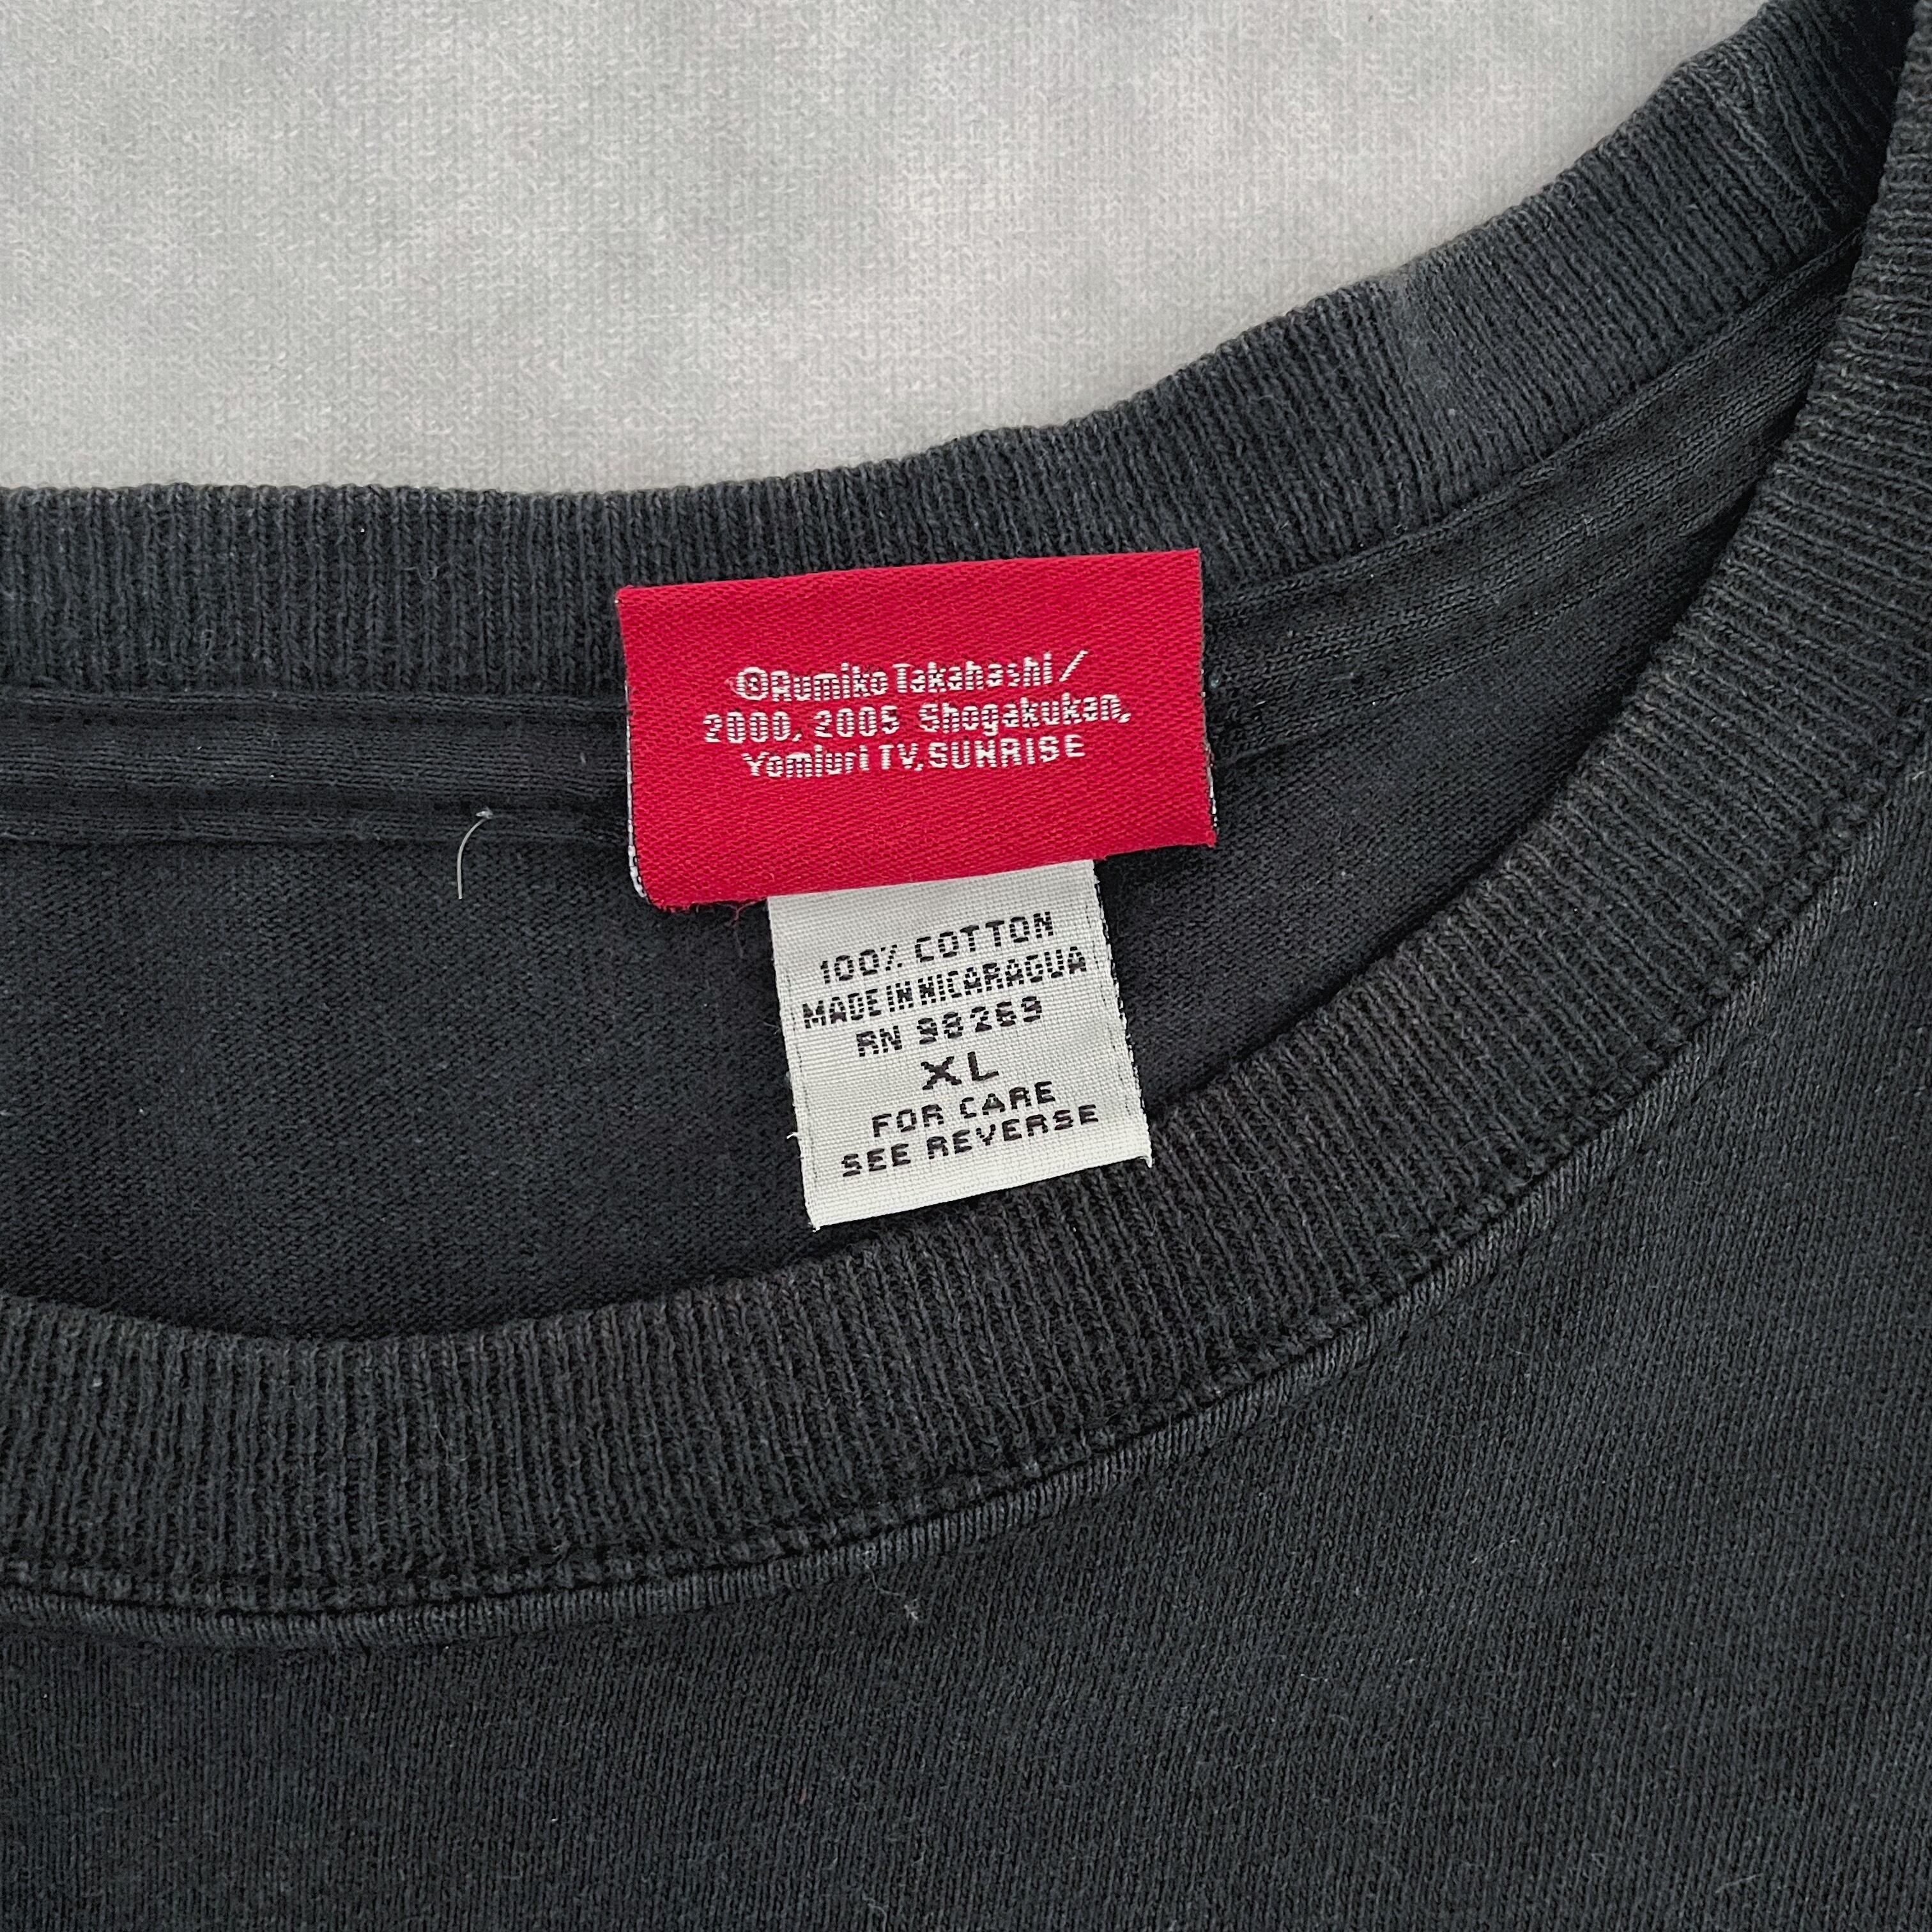 ©Rumiko Takahashi/
2000, 2005 Shogakukan,
Yomiuri TV, SUNRISE
100% COTTON
MADE IN NICARAGUA
RN 98269
XL
FOR CARE
SEE REVERSE